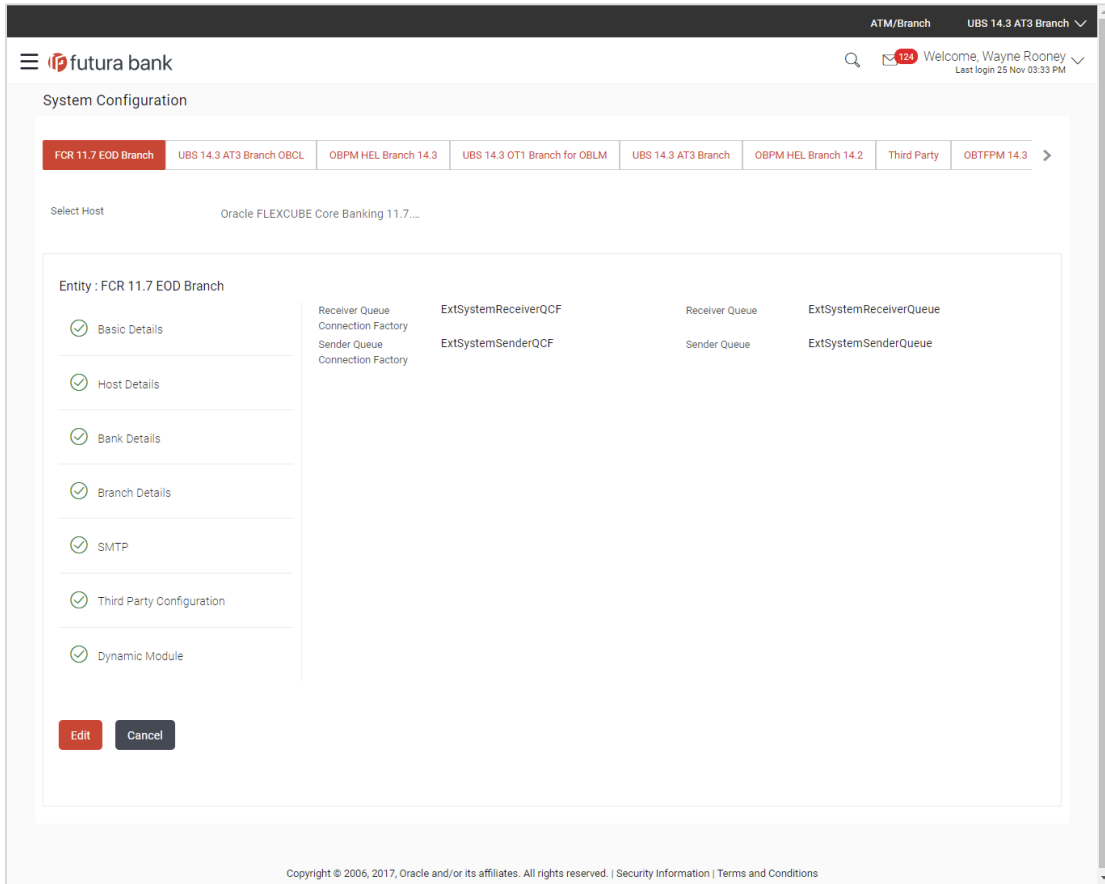 ATM/Branch UBS 14.3 AT3 Branch
futura bank
124
Welcome, Wayne Rooney
Last login 25 Nov 03:33 PM
System Configuration
FCR 11.7 EOD Branch UBS 14.3 AT3 Branch OBCL OBPM HEL Branch 14.3 UBS 14.3 OT1 Branch for OBLM UBS 14.3 AT3 Branch OBPM HEL Branch 14.2 Third Party OBTFPM 14.3
Select Host Oracle FLEXCUBE Core Banking 11.7....
Entity : FCR 11.7 EOD Branch
Receiver Queue Connection Factory ExtSystemReceiverQCF Receiver Queue ExtSystemReceiverQueue
Sender Queue Connection Factory ExtSystemSenderQCF Sender Queue ExtSystemSenderQueue
Basic Details
Host Details
Bank Details
Branch Details
SMTP
Third Party Configuration
Dynamic Module
Edit Cancel
Copyright © 2006, 2017, Oracle and/or its affiliates. All rights reserved. | Security Information | Terms and Conditions